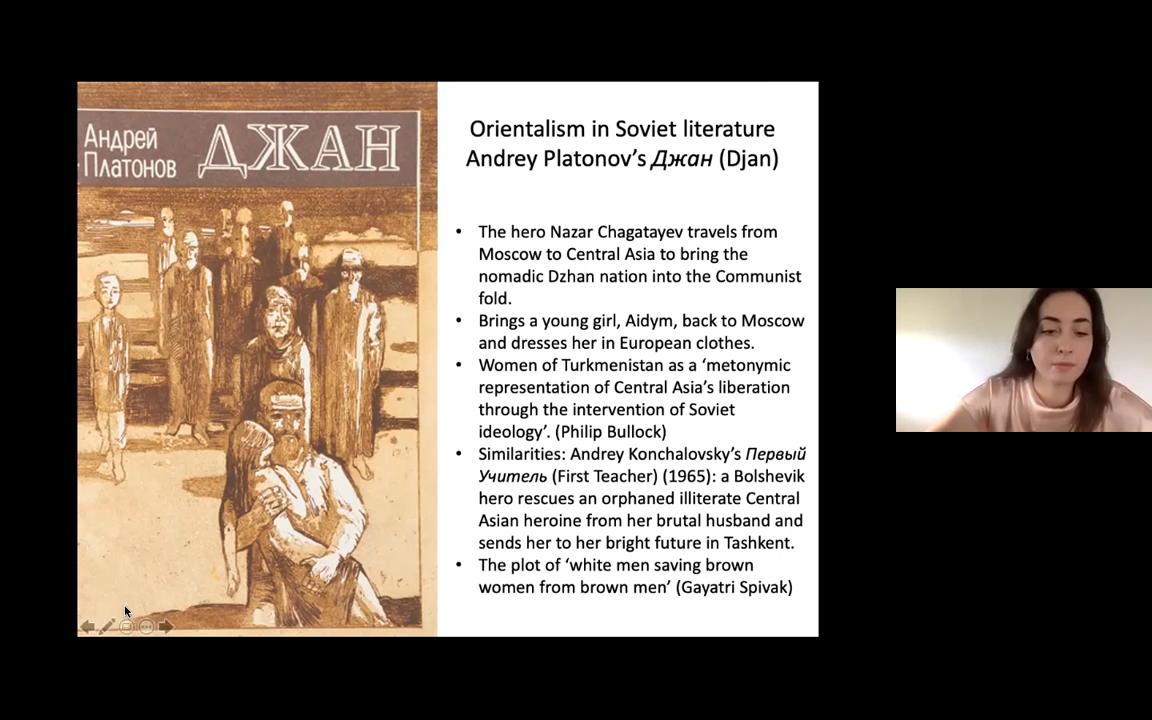 Андрей
Платонов
ДЖАН
Orientalism in Soviet literature
Andrey Platonov’s Джан (Djan)
• The hero Nazar Chagatayev travels from
Moscow to Central Asia to bring the
nomadic Dzhan nation into the Communist
fold.
• Brings a young girl, Aidym, back to Moscow
and dresses her in European clothes.
• Women of Turkmenistan as a ‘metonymic
representation of Central Asia’s liberation
through the intervention of Soviet
ideology’. (Philip Bullock)
• Similarities: Andrey Konchalovsky’s Первый
Учитель (First Teacher) (1965): a Bolshevik
hero rescues an orphaned illiterate Central
Asian heroine from her brutal husband and
sends her to her bright future in Tashkent.
• The plot of ‘white men saving brown
women from brown men’ (Gayatri Spivak)